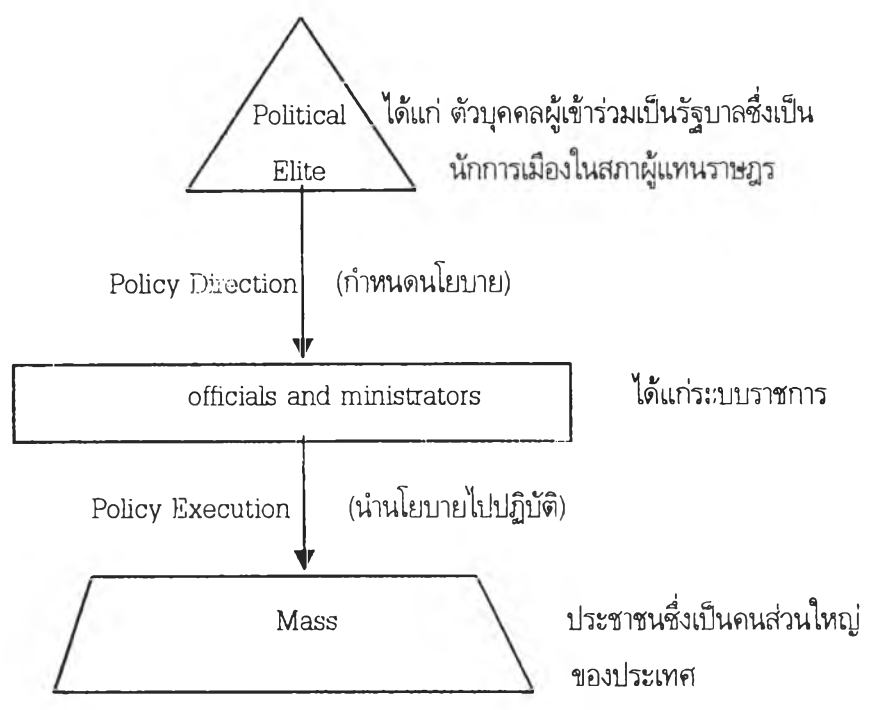 Political
ได้แก่ ตัวบุคคลผู้เข้าร่วมเป็นรัฐบาลซึ่งเป็น
Elite
นักการเมืองในสภาผู้แทนราษฎร
Policy Direction (กำหนดนโยบาย)
officials and ministrators
ได้แก่ระบบราชการ
Policy Execution (นำนโยบายไปปฏิบัติ)
Mass
ประชาชนซึ่งเป็นคนส่วนใหญ่
ของประเทศ